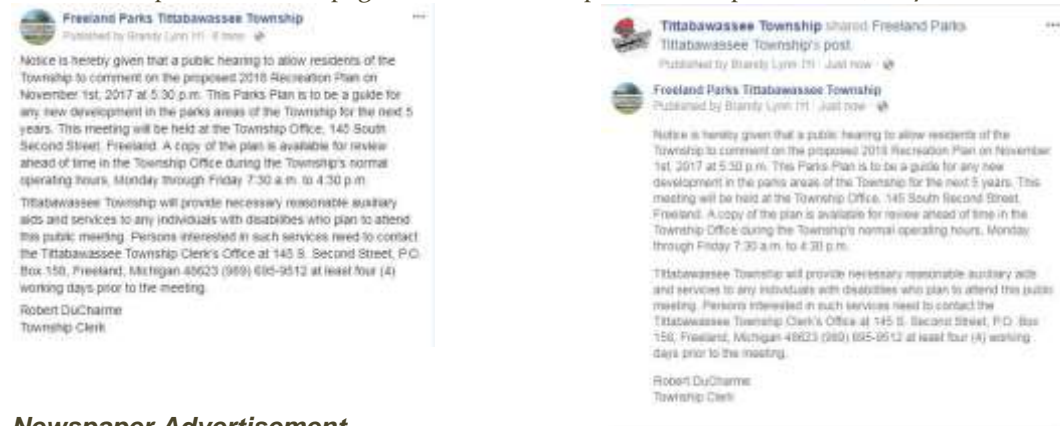 Freeland Parks Tittabawassee Township
Published by Brandy Lynn
Notice is hereby given that a public hearing to allow residents of the
Township to comment on the proposed 2018 Recreation Plan on
November 1st, 2017 at 5:30 p.m. This Parks Plan is to be a guide for
any new development in the parks areas of the Township for the next 5
years. This meeting will be held at the Township Office, 145 South
Second Street, Freeland. A copy of the plan is available for review
ahead of time in the Township Office during the Township's normal
operating hours, Monday through Friday 7:30 a.m. to 4:30 p.m.
Tittabawassee Township will provide necessary reasonable auxiliary
aids and services to any individuals with disabilities who plan to attend
this public meeting. Persons interested in such services need to contact
the Tittabawassee Township Clerk's Office at 145 S. Second Street, P.O.
Box 158, Freeland, Michigan 48623 (989) 695-9512 at least four (4)
working days prior to the meeting.
Robert DuCharme
Township Clerk
Tittabawassee Township shared Freeland Parks
Tittabawassee Township's post.
Published by Brandy Lynn · Just now
Freeland Parks Tittabawassee Township
Published by Brandy Lynn · Just now
Notice is hereby given that a public hearing to allow residents of the
Township to comment on the proposed 2018 Recreation Plan on November
1st, 2017 at 5:30 p.m. This Parks Plan is to be a guide for any new
development in the parks areas of the Township for the next 5 years. This
meeting will be held at the Township Office, 145 South Second Street,
Freeland. A copy of the plan is available for review ahead of time in the
Township Office during the Township's normal operating hours, Monday
through Friday 7:30 a.m. to 4:30 p.m.
Tittabawassee Township will provide necessary reasonable auxiliary aids
and services to any individuals with disabilities who plan to attend this public
meeting. Persons interested in such services need to contact the
Tittabawassee Township Clerk's Office at 145 S. Second Street, P.O. Box
158, Freeland, Michigan 48623 (989) 695-9512 at least four (4) working
days prior to the meeting.
Robert DuCharme
Township Clerk
Newspaper Advertisement